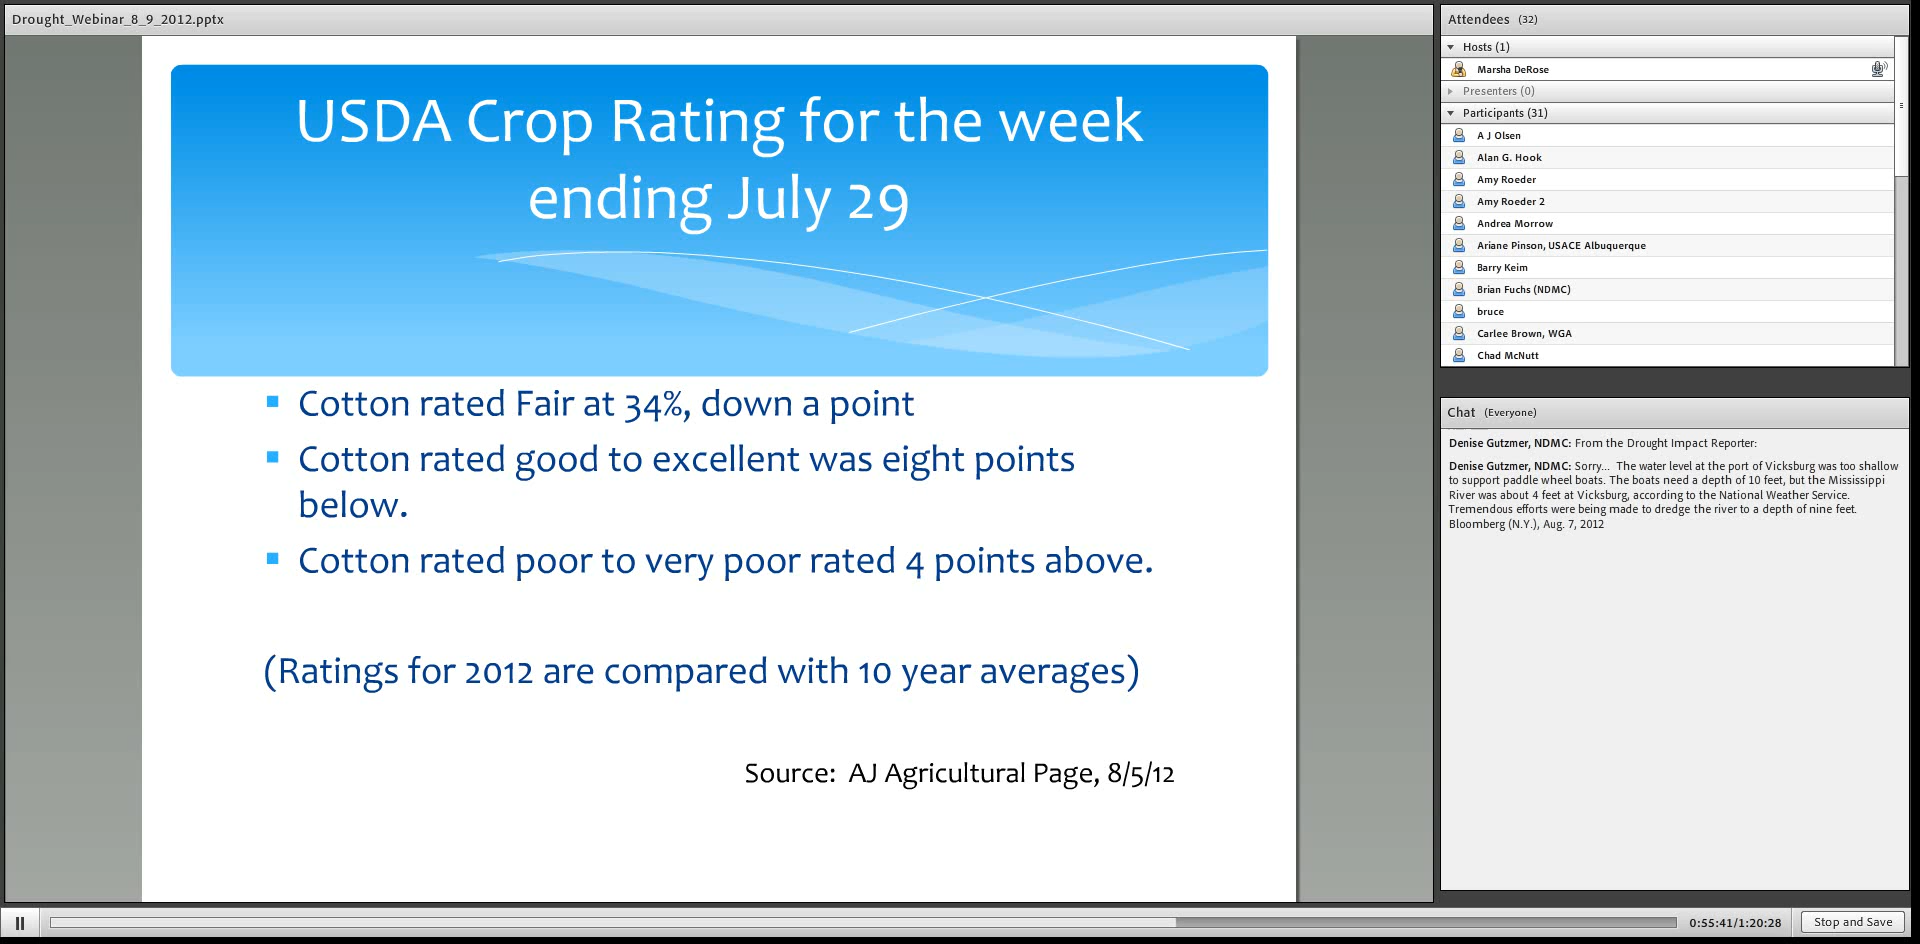 Drought_Webinar_8_9_2012.pptx
USDA Crop Rating for the week
ending July 29
Cotton rated Fair at 34%, down a point
Cotton rated good to excellent was eight points
below.
Cotton rated poor to very poor rated 4 points above.
(Ratings for 2012 are compared with 10 year averages)
Source: AJ Agricultural Page, 8/5/12
Attendees (32)
Hosts (1)
Marsha DeRose
Presenters (0)
Participants (31)
A J Olsen
Alan G. Hook
Amy Roeder
Amy Roeder 2
Andrea Morrow
Ariane Pinson, USACE Albuquerque
Barry Keim
Brian Fuchs (NDMC)
bruce
Carlee Brown, WGA
Chad McNutt
Chat (Everyone)
Denise Gutzmer, NDMC: From the Drought Impact Reporter:
Denise Gutzmer, NDMC: Sorry... The water level at the port of Vicksburg was too shallow
to support paddle wheel boats. The boats need a depth of 10 feet, but the Mississippi
River was about 4 feet at Vicksburg, according to the National Weather Service.
Tremendous efforts were being made to dredge the river to a depth of nine feet.
Bloomberg (N.Y.), Aug. 7, 2012
0:55:41/1:20:28
Stop and Save